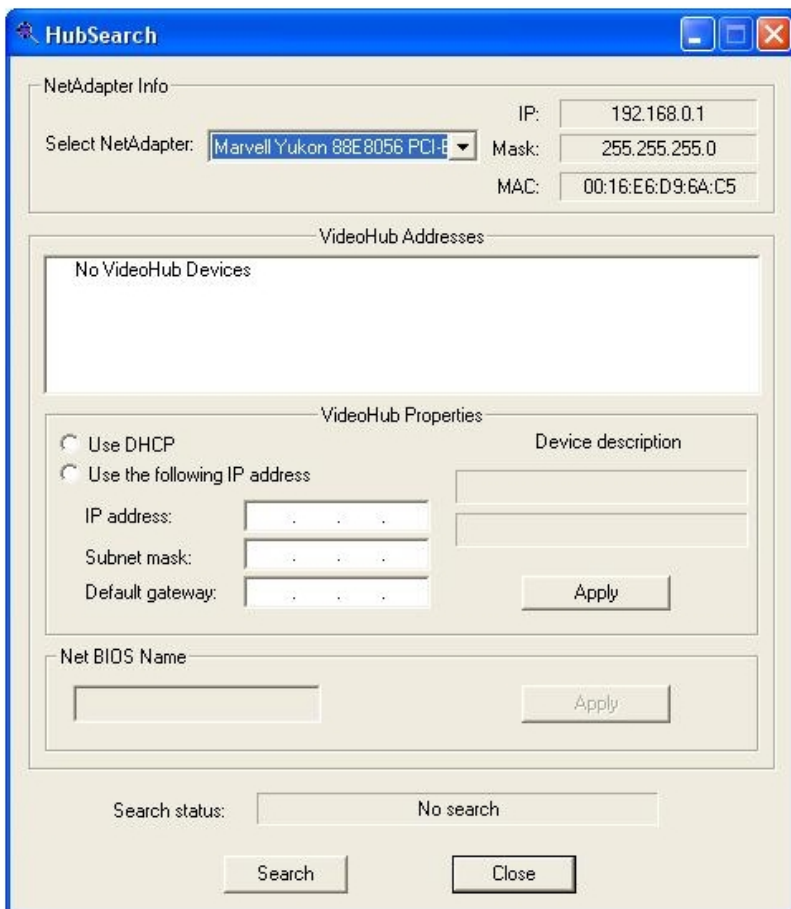 HubSearch
NetAdapter Info
IP: 192.168.0.1
Select NetAdapter: Marvell Yukon 88E8056 PCI-E
Mask: 255.255.255.0
MAC: 00:16:E6:D9:6A:C5
VideoHub Addresses
No VideoHub Devices
VideoHub Properties
Use DHCP
Device description
Use the following IP address
IP address: . . .
Subnet mask: . . .
Default gateway: . . .
Apply
Net BIOS Name
Apply
Search status: No search
Search Close